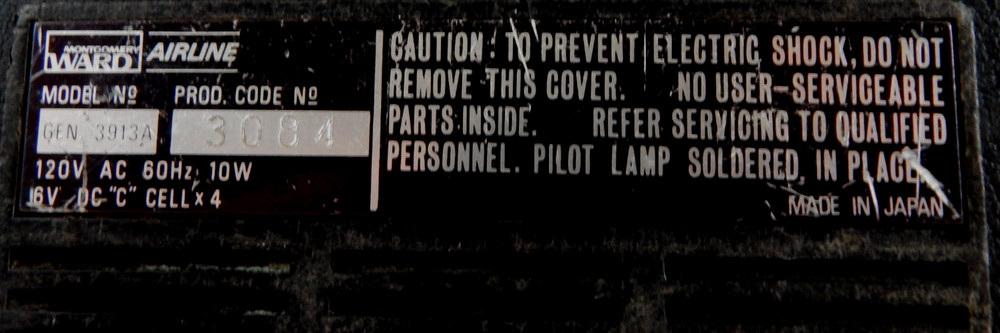 MONTGOMERY WARD AIRLINE
MODEL Nº PROD. CODE Nº
GEN 3913A 3084
120V AC 60Hz, 10W
6V DC "C" CELL x 4
CAUTION: TO PREVENT ELECTRIC SHOCK, DO NOT
REMOVE THIS COVER. NO USER-SERVICEABLE
PARTS INSIDE. REFER SERVICING TO QUALIFIED
PERSONNEL. PILOT LAMP SOLDERED, IN PLACE.
MADE IN JAPAN